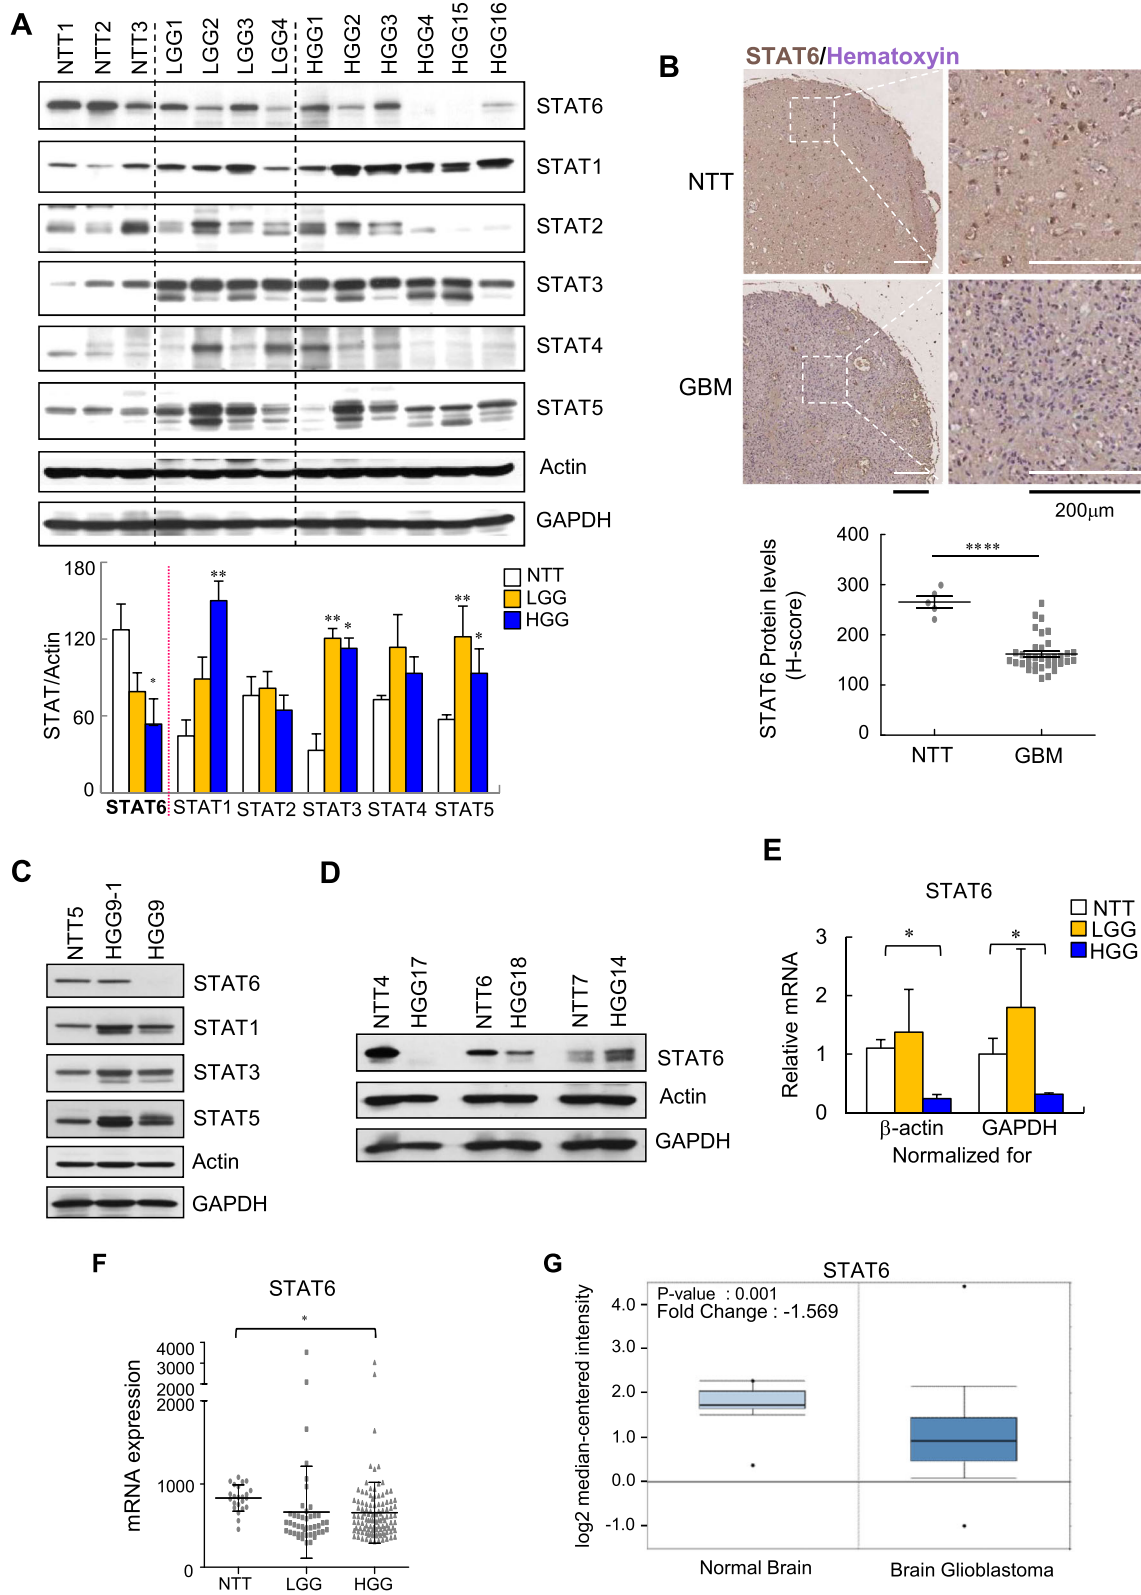 A
NTT1
NTT2
NTT3
LGG1
LGG2
LGG3
LGG4
HGG1
HGG2
HGG3
HGG4
HGG15
HGG16
STAT6
STAT1
STAT2
STAT3
STAT4
STAT5
Actin
GAPDH
180
120
60
0
STAT/Actin
NTT
LGG
HGG
*
**
** *
** *
STAT6 STAT1 STAT2 STAT3 STAT4 STAT5
B
STAT6/Hematoxyin
NTT
GBM
200μm
STAT6 Protein levels
(H-score)
400
300
200
100
0
****
NTT GBM
C
NTT5
HGG9-1
HGG9
STAT6
STAT1
STAT3
STAT5
Actin
GAPDH
D
NTT4
HGG17
NTT6
HGG18
NTT7
HGG14
STAT6
Actin
GAPDH
E
STAT6
NTT
LGG
HGG
Relative mRNA
3
2
1
0
* *
β-actin GAPDH
Normalized for
F
STAT6
*
mRNA expression
4000
3000
2000
2000
1000
0
NTT LGG HGG
G
STAT6
P-value : 0.001
Fold Change : -1.569
log2 median-centered intensity
4.0
3.0
2.0
1.0
0.0
-1.0
Normal Brain Brain Glioblastoma